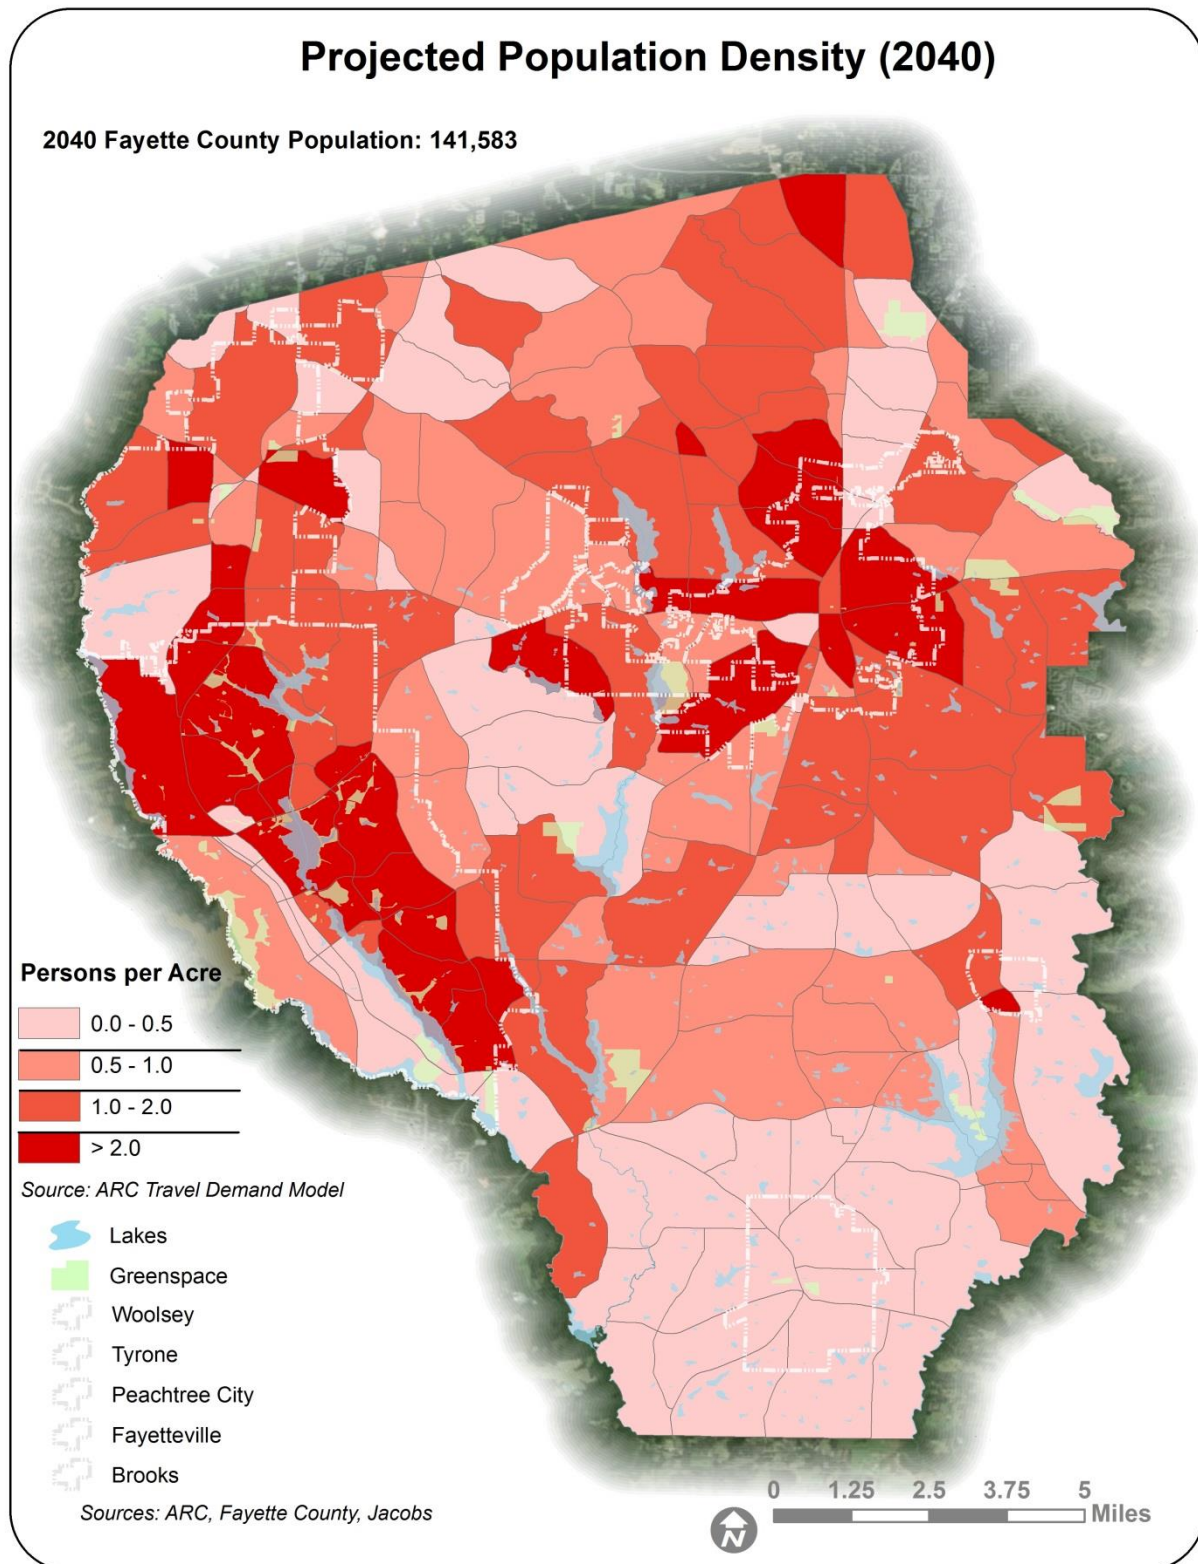 Projected Population Density (2040)
2040 Fayette County Population: 141,583
Persons per Acre
0.0 - 0.5
0.5 - 1.0
1.0 - 2.0
> 2.0
Source: ARC Travel Demand Model
Lakes
Greenspace
Woolsey
Tyrone
Peachtree City
Fayetteville
Brooks
Sources: ARC, Fayette County, Jacobs
N
0 1.25 2.5 3.75 5
Miles